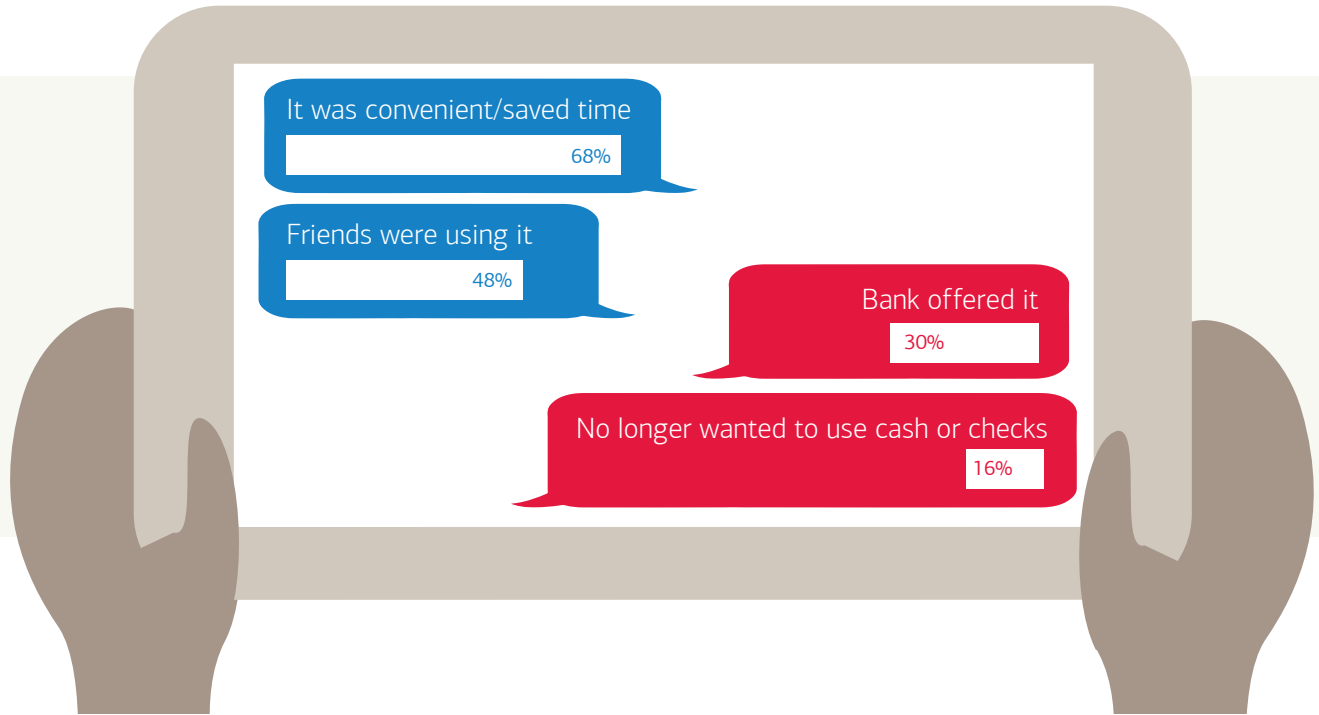 It was convenient/saved time
68%
Friends were using it
48%
Bank offered it
30%
No longer wanted to use cash or checks
16%